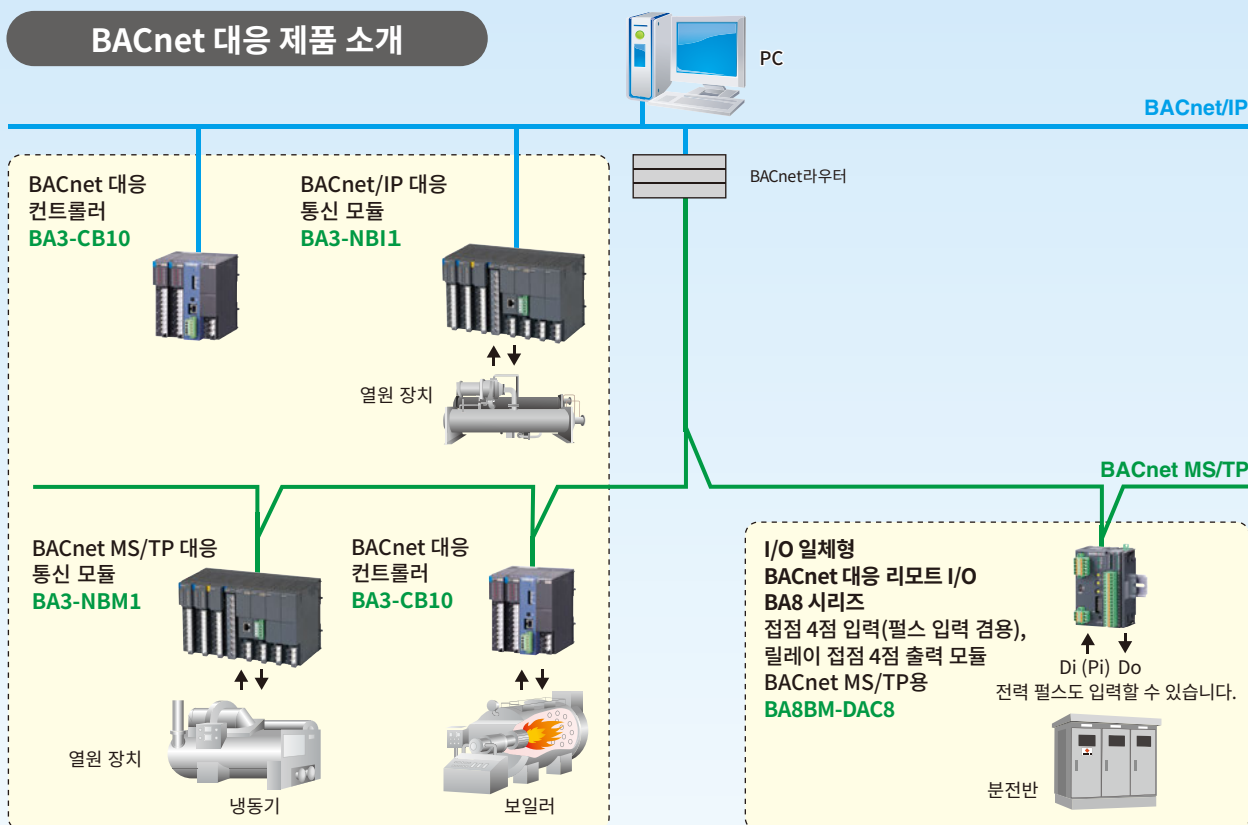 BACnet 대응 제품 소개
PC
BACnet/IP
BACnet라우터
BACnet 대응
컨트롤러
BA3-CB10
BACnet/IP 대응
통신 모듈
BA3-NBI1
열원 장치
BACnet MS/TP
BACnet MS/TP 대응
통신 모듈
BA3-NBM1
열원 장치
냉동기
BACnet 대응
컨트롤러
BA3-CB10
보일러
I/O 일체형
BACnet 대응 리모트 I/O
BA8 시리즈
접점 4점 입력(펄스 입력 겸용),
릴레이 접점 4점 출력 모듈
BACnet MS/TP용
BA8BM-DAC8
Di (Pi) Do
전력 펄스도 입력할 수 있습니다.
분전반